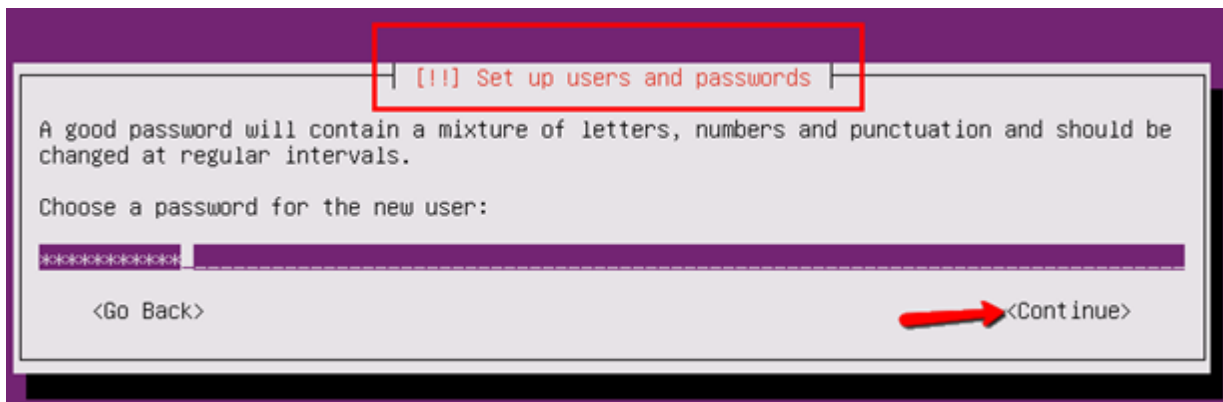 [!!] Set up users and passwords
A good password will contain a mixture of letters, numbers and punctuation and should be
changed at regular intervals.
Choose a password for the new user:
***********
<Go Back>
<Continue>